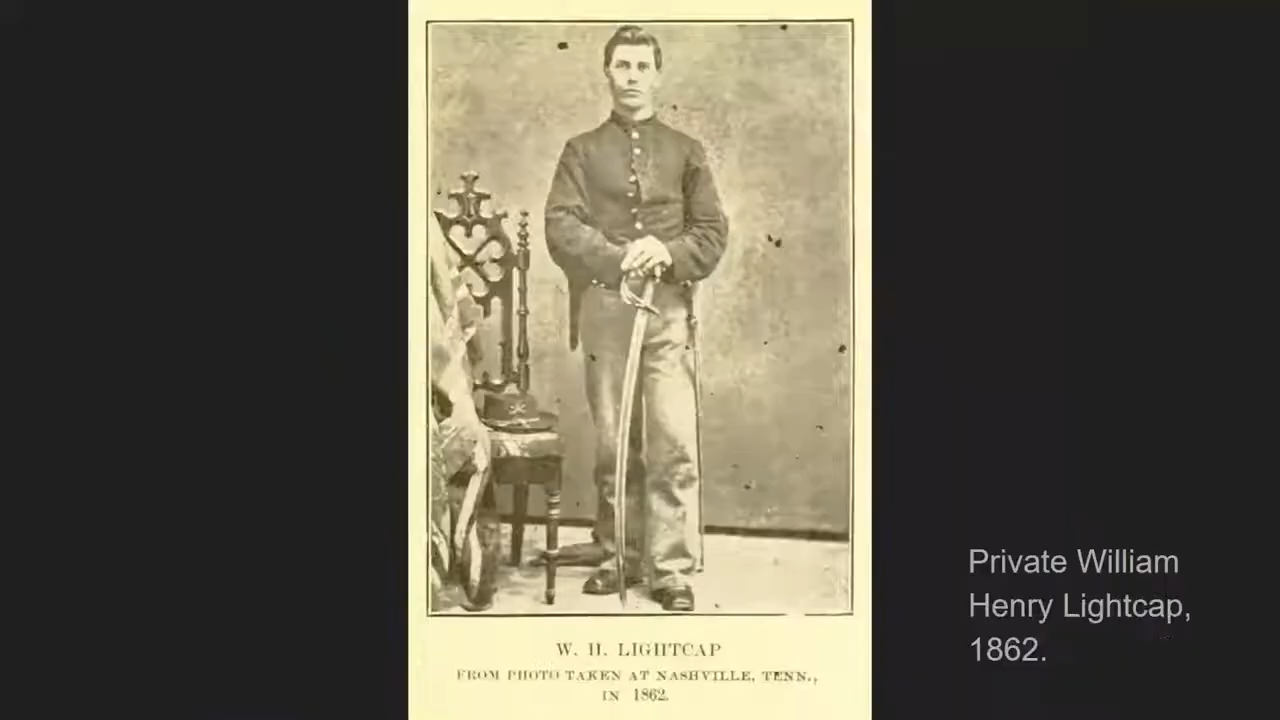 W. H. LIGHTCAP
FROM PHOTO TAKEN AT NASHVILLE, TENN.,
IN 1862.
Private William
Henry Lightcap,
1862.